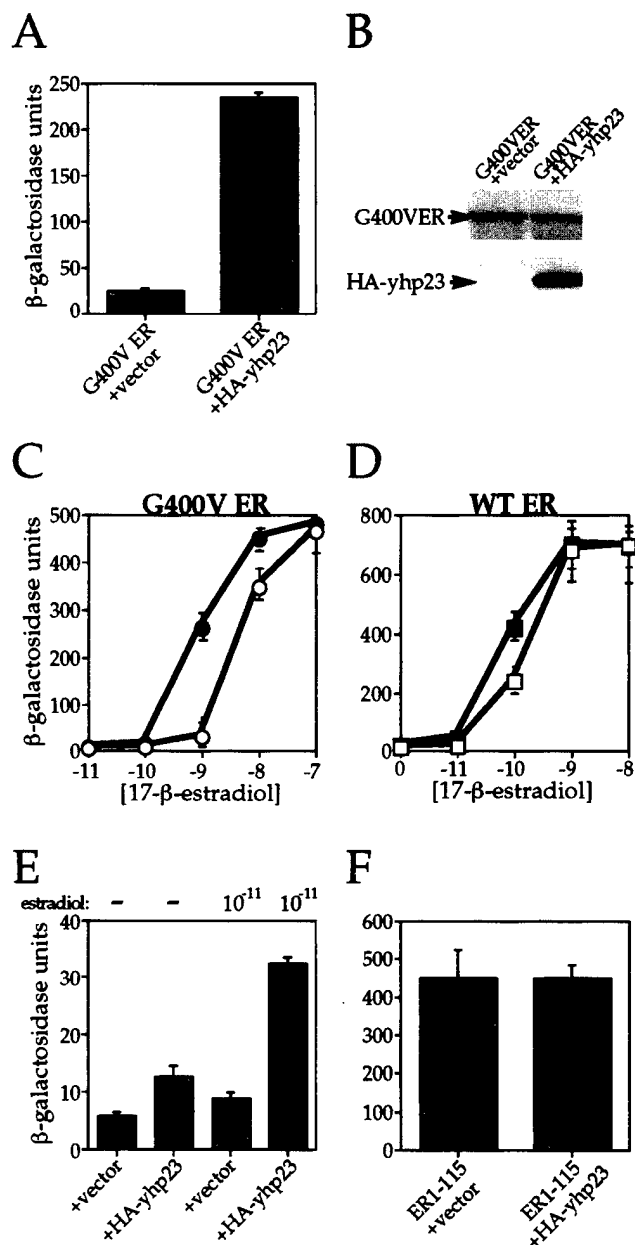 A
β-galactosidase units
250
200
150
100
50
0
G400V ER
+vector
G400V ER
+HA-yhp23
B
G400VER
+vector
G400VER
+HA-yhp23
G400VER
HA-yhp23
C
G400V ER
β-galactosidase units
500
400
300
200
100
0
-11 -10 -9 -8 -7
[17-β-estradiol]
D
WT ER
800
600
400
200
0
0 -11 -10 -9 -8
[17-β-estradiol]
E
estradiol: – – 10⁻¹¹ 10⁻¹¹
β-galactosidase units
40
30
20
10
0
+vector
+HA-yhp23
+vector
+HA-yhp23
F
600
500
400
300
200
100
0
ER1-115
+vector
ER1-115
+HA-yhp23